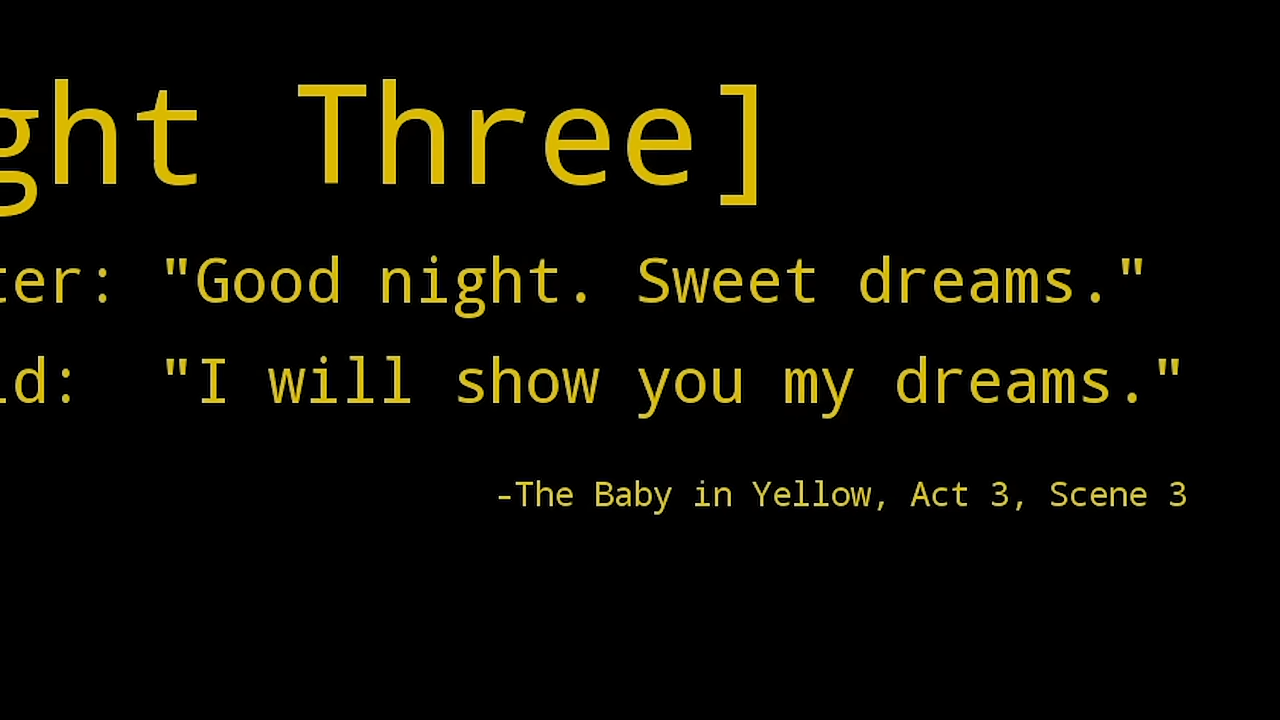 ght Three]
ter: "Good night. Sweet dreams."
ld:  "I will show you my dreams."
-The Baby in Yellow, Act 3, Scene 3